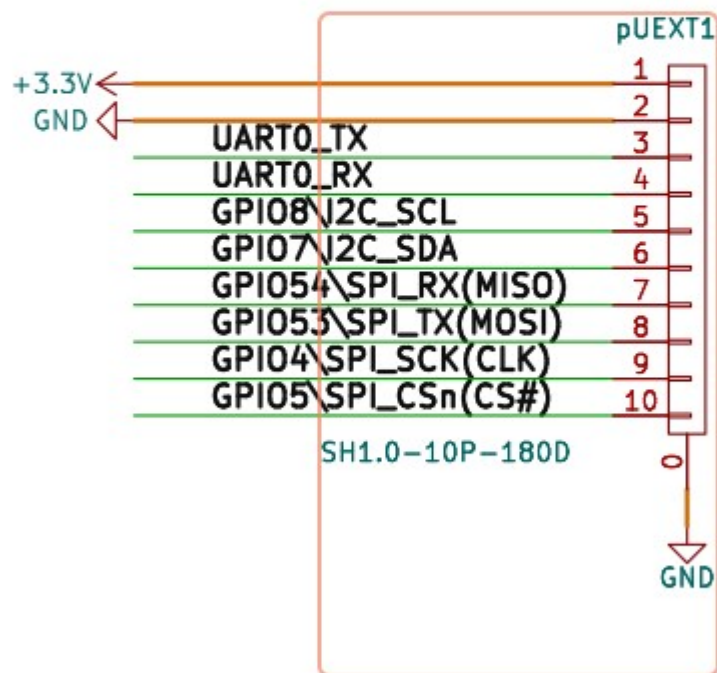 pUEXT1
+3.3V 1
GND 2
UART0_TX 3
UART0_RX 4
GPIO8\I2C_SCL 5
GPIO7\I2C_SDA 6
GPIO54\SPI_RX(MISO) 7
GPIO53\SPI_TX(MOSI) 8
GPIO4\SPI_SCK(CLK) 9
GPIO5\SPI_CSn(CS#) 10
SH1.0-10P-180D 0
GND